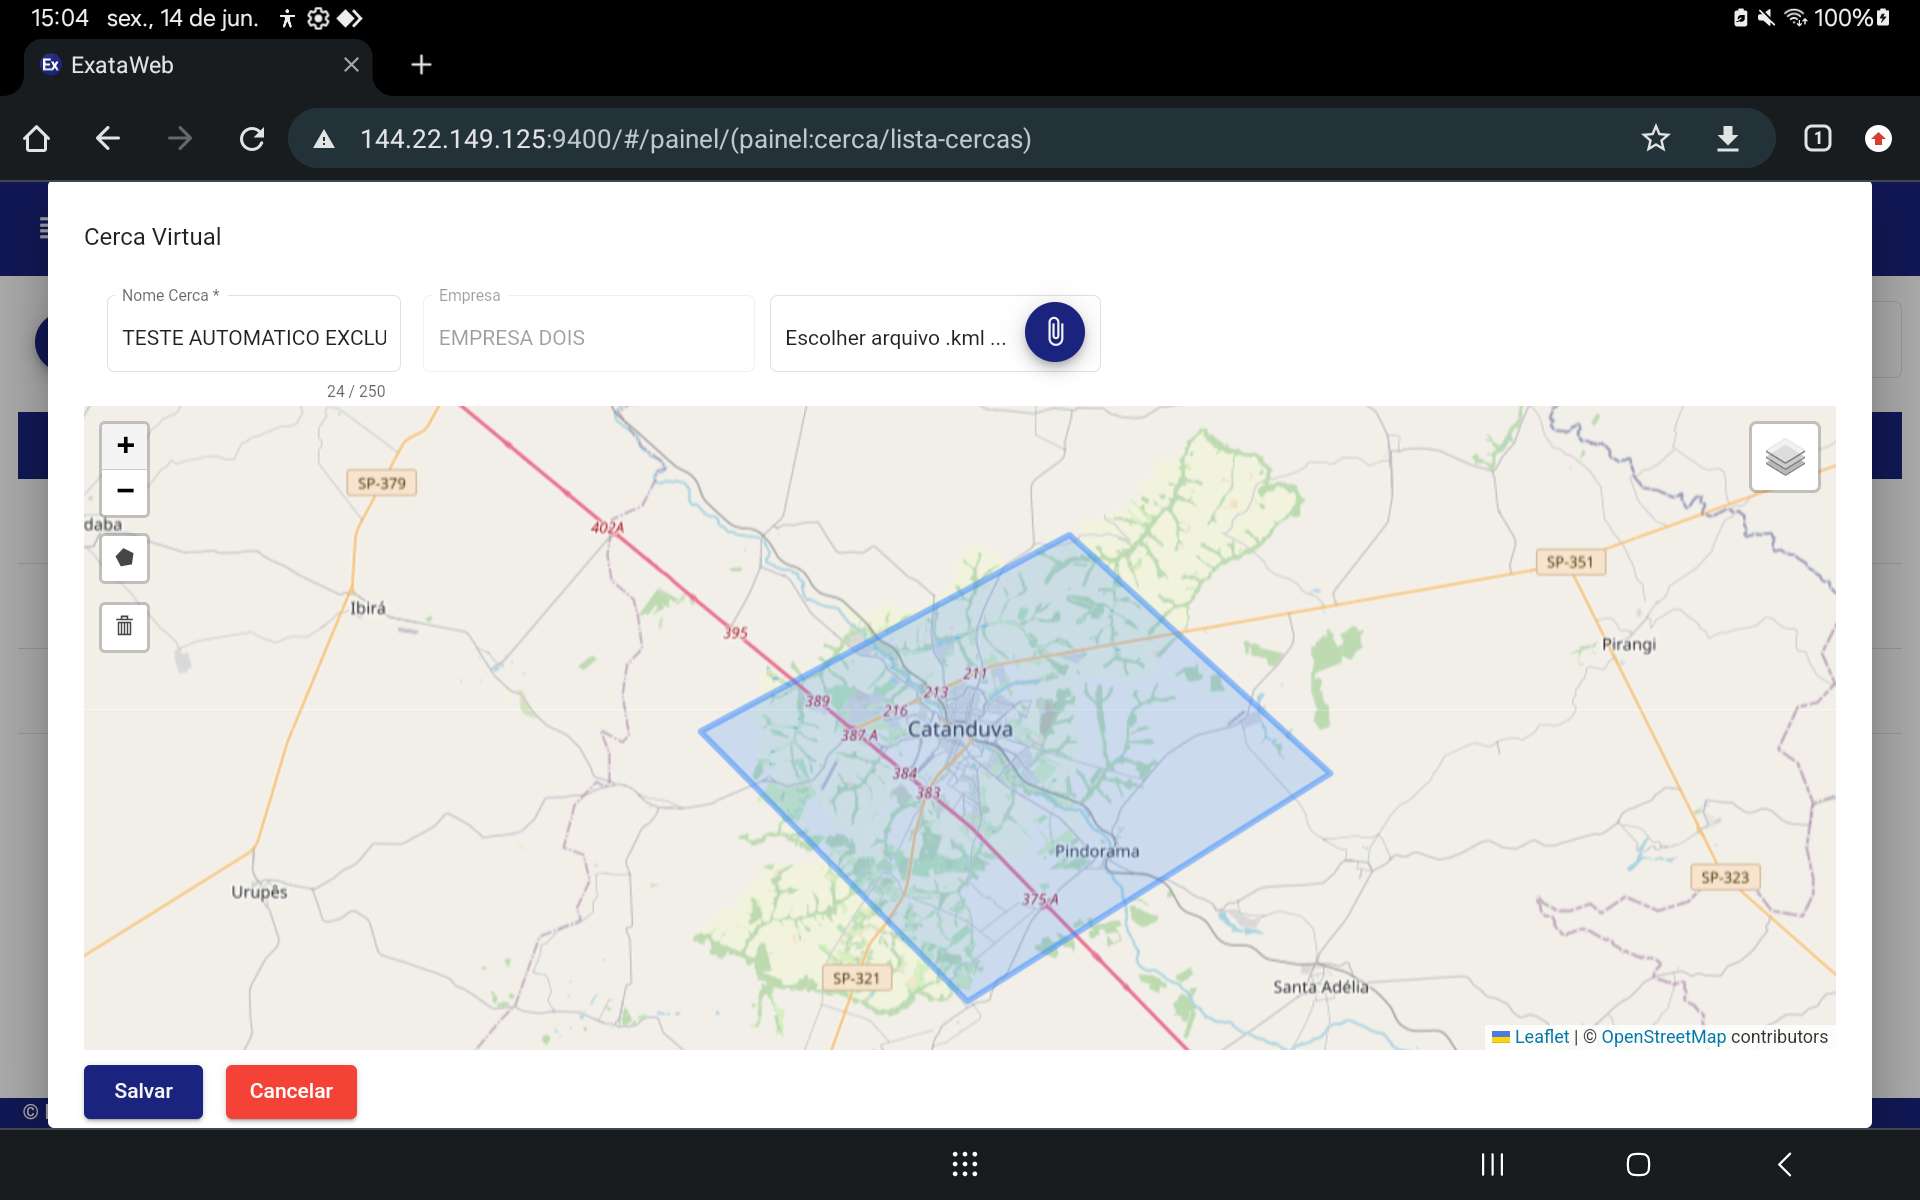 15:04 sex., 14 de jun. 100%
Ex ExataWeb
144.22.149.125:9400/#/painel/(painel:cerca/lista-cercas)
1
Cerca Virtual
Nome Cerca *
TESTE AUTOMATICO EXCLU
24 / 250
Empresa
EMPRESA DOIS
Escolher arquivo .kml ...
+
−
SP-379
daba
402A
SP-351
Ibirá
395
Pirangi
211
213
389
216
Catanduva
387 A
384
383
Pindorama
SP-323
Urupês
375-A
SP-321
Santa Adélia
Leaflet | © OpenStreetMap contributors
Salvar
Cancelar
©